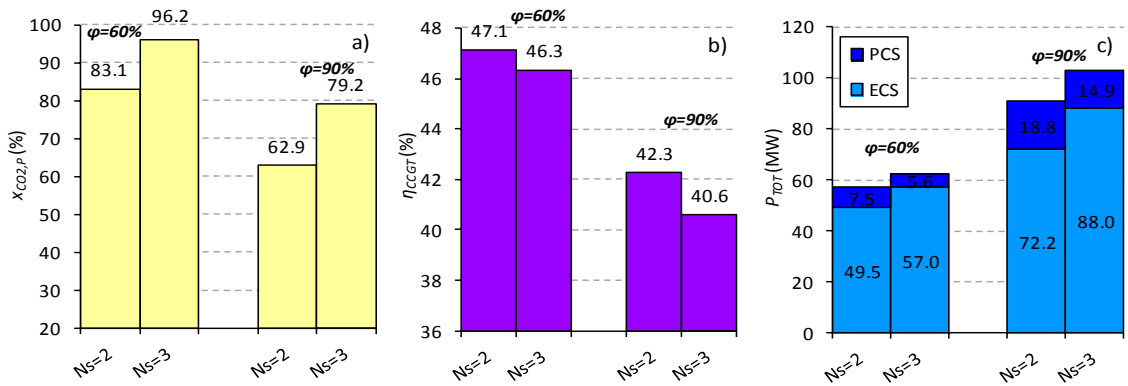 a)
φ=60%
96.2
83.1
φ=90%
79.2
62.9
100
90
80
70
60
50
40
30
20
xCO2,P (%)
Ns=2
Ns=3
Ns=2
Ns=3
b)
φ=60%
47.1
46.3
φ=90%
42.3
40.6
48
46
44
42
40
38
36
ηCCGT (%)
Ns=2
Ns=3
Ns=2
Ns=3
c)
PCS
ECS
φ=90%
14.9
18.8
φ=60%
5.6
7.5
88.0
72.2
57.0
49.5
120
100
80
60
40
20
0
PTOT (MW)
Ns=2
Ns=3
Ns=2
Ns=3